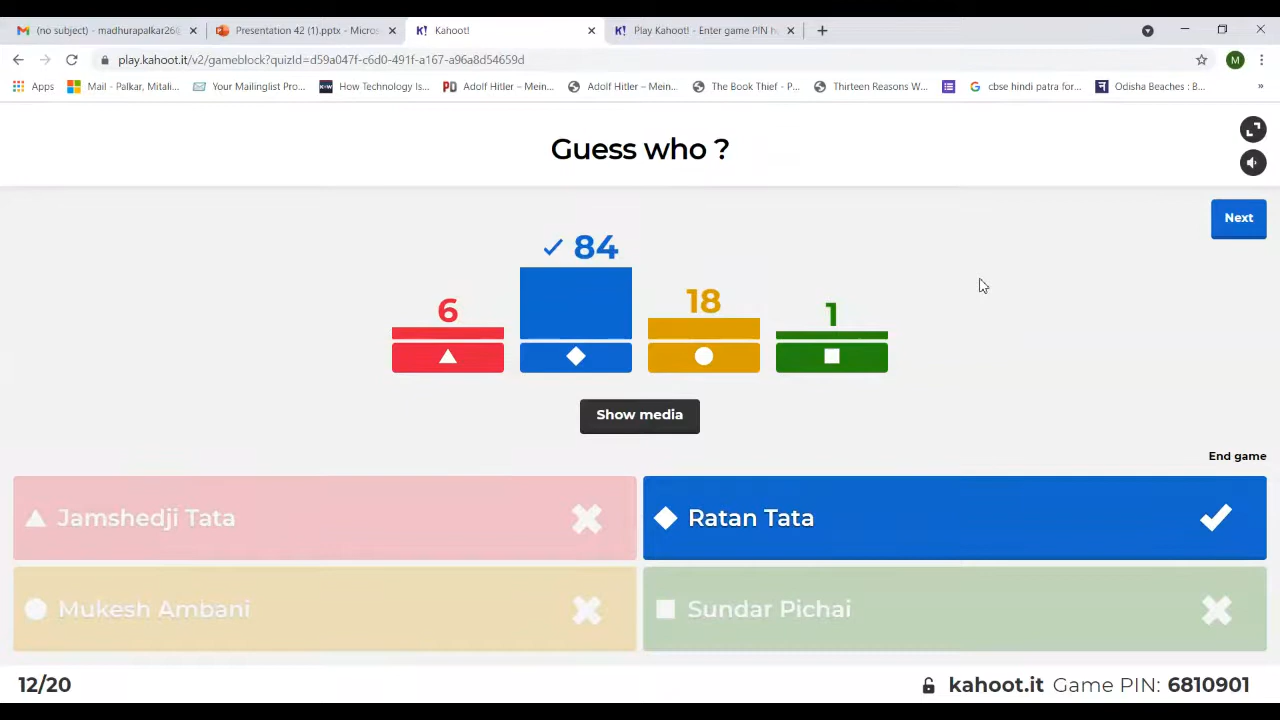 (no subject) - madhurapalkar26@
Presentation 42 (1).pptx - Micros
K! Kahoot!
K! Play Kahoot! - Enter game PIN h
play.kahoot.it/v2/gameblock?quizId=d59a047f-c6d0-491f-a167-a96a8d54659d
M
Apps
Mail - Palkar, Mitali...
Your Mailinglist Pro...
How Technology Is...
PD Adolf Hitler – Mein...
Adolf Hitler – Mein...
The Book Thief - P...
Thirteen Reasons W...
cbse hindi patra for...
Odisha Beaches : B...
»
Guess who ?
Next
6
84
18
1
Show media
End game
Jamshedji Tata
Ratan Tata
Mukesh Ambani
Sundar Pichai
12/20
kahoot.it Game PIN: 6810901